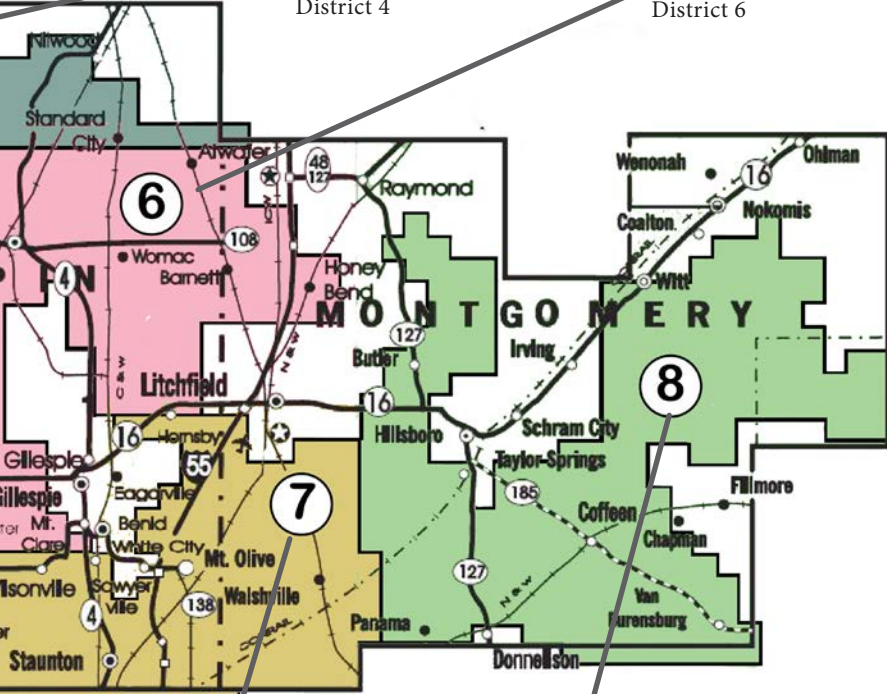 District 4
District 6
Nilwood
Standard
City
Atwater
48
127
ICW
Raymond
Wenonah
16
Ohlman
Nokomis
Coalton
6
108
Womac
Barnett
4
Honey
Bend
Witt
MONTGOMERY
N & W
127
Butler
Irving
C & W
Litchfield
16
8
16
Hornsby
Hillsboro
Schram City
Taylor-Springs
55
Gillespie
Gillespie
Eagarville
7
185
Fillmore
Coffeen
Chapman
Mt.
Clare
Benld
White City
Mt. Olive
127
N & W
Sawyer
ville
138
Walshville
Panama
Van
Burensburg
4
CONRAIL
Staunton
Donnellson